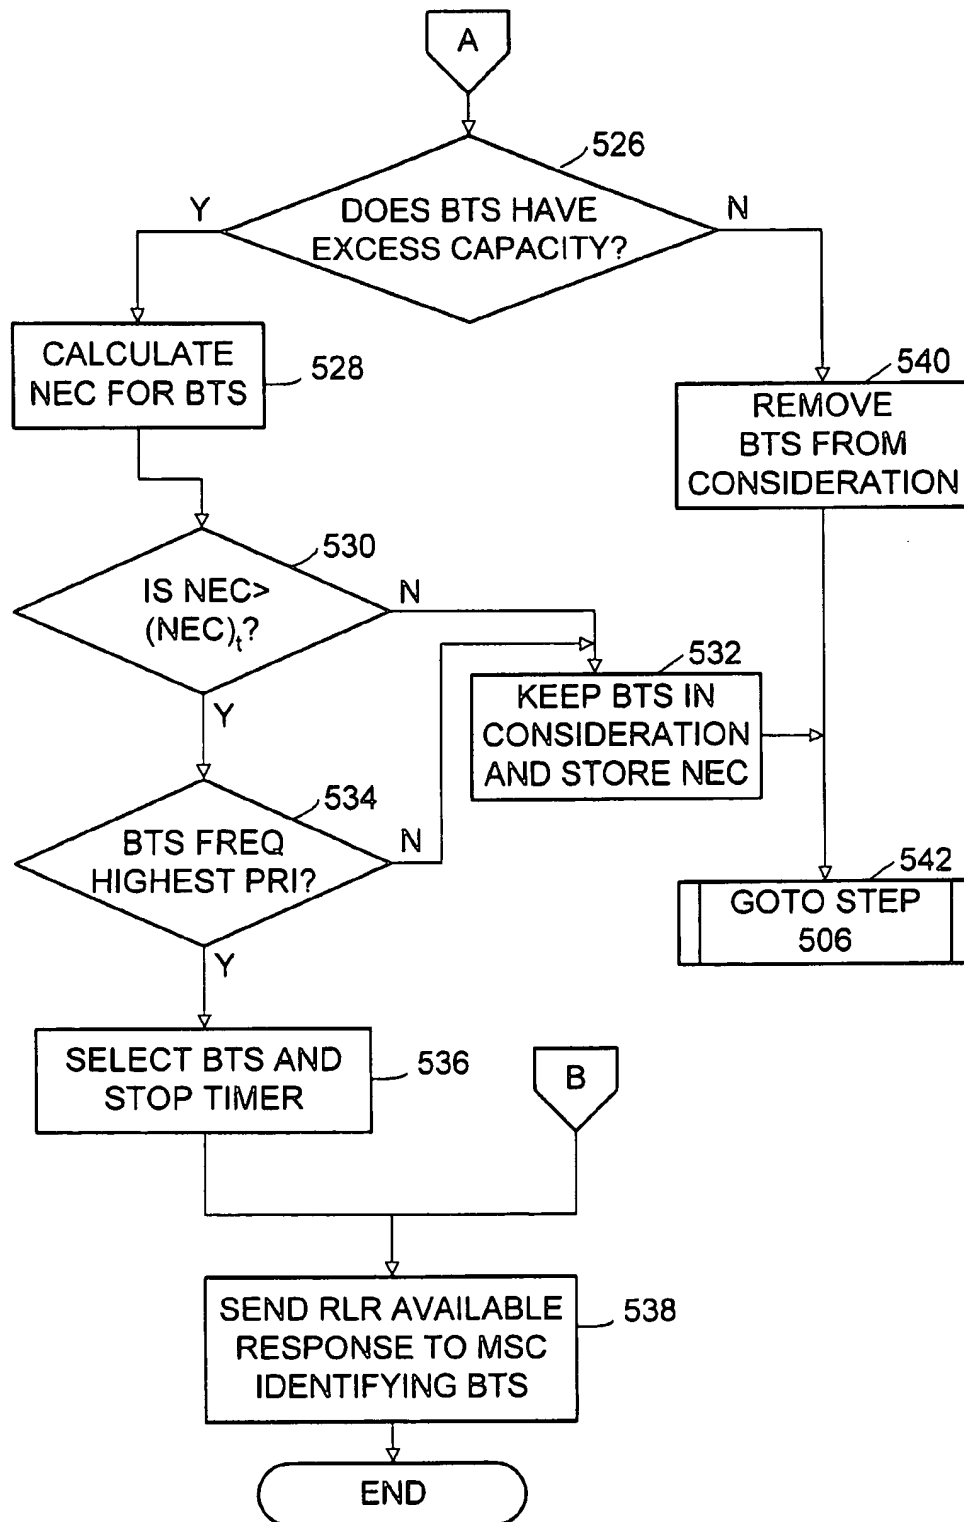 A
526
DOES BTS HAVE
EXCESS CAPACITY?
Y
N
CALCULATE
NEC FOR BTS
528
540
REMOVE
BTS FROM
CONSIDERATION
530
IS NEC>
(NEC)t?
N
Y
532
KEEP BTS IN
CONSIDERATION
AND STORE NEC
534
BTS FREQ
HIGHEST PRI?
N
Y
542
GOTO STEP
506
SELECT BTS AND
STOP TIMER
536
B
SEND RLR AVAILABLE
RESPONSE TO MSC
IDENTIFYING BTS
538
END